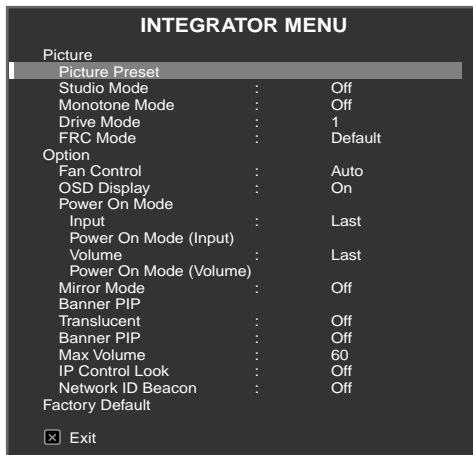 INTEGRATOR MENU
Picture
Picture Preset
Studio Mode : Off
Monotone Mode : Off
Drive Mode : 1
FRC Mode : Default
Option
Fan Control : Auto
OSD Display : On
Power On Mode
Input : Last
Power On Mode (Input)
Volume : Last
Power On Mode (Volume)
Mirror Mode : Off
Banner PIP
Translucent : Off
Banner PIP : Off
Max Volume : 60
IP Control Look : Off
Network ID Beacon : Off
Factory Default
Exit